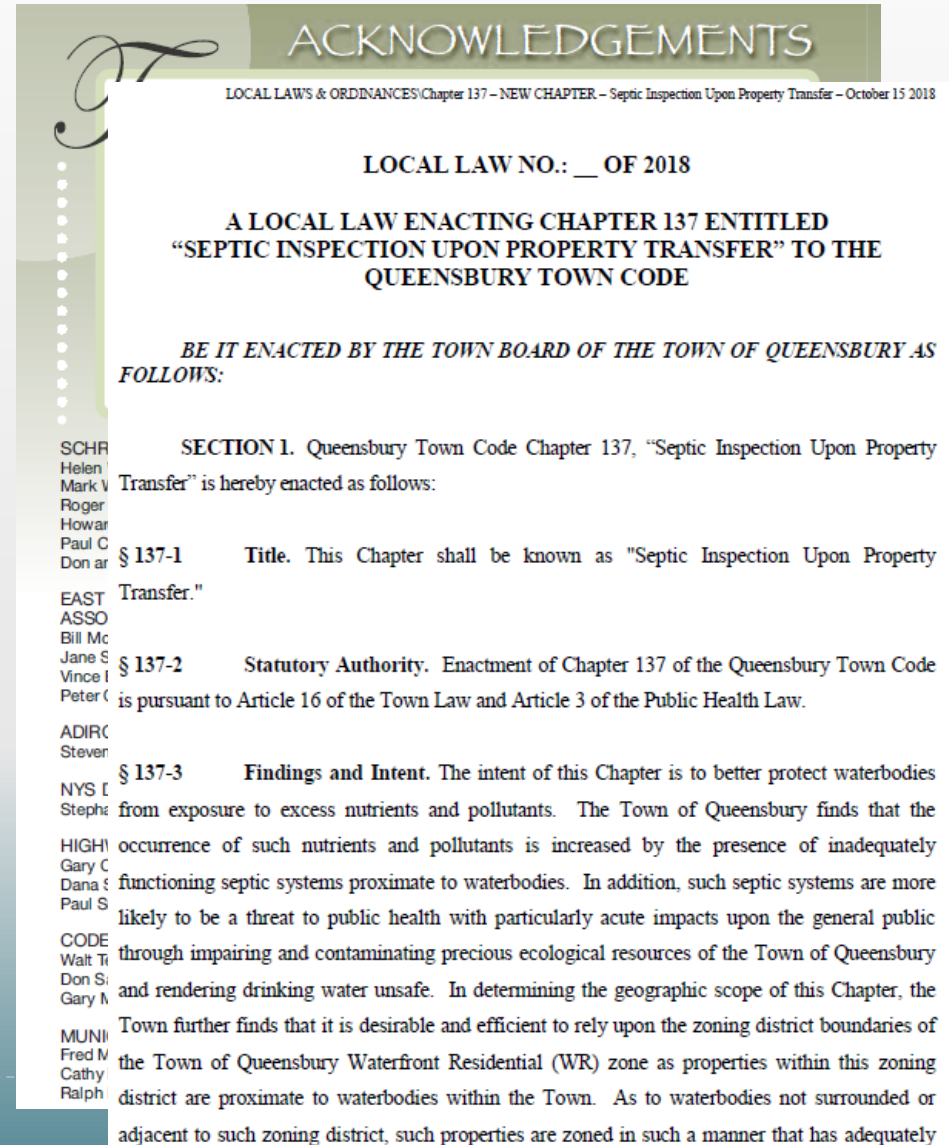 ACKNOWLEDGEMENTS
LOCAL LAWS & ORDINANCES\Chapter 137 – NEW CHAPTER – Septic Inspection Upon Property Transfer – October 15 2018
LOCAL LAW NO.: __ OF 2018
A LOCAL LAW ENACTING CHAPTER 137 ENTITLED
“SEPTIC INSPECTION UPON PROPERTY TRANSFER” TO THE
QUEENSBURY TOWN CODE
BE IT ENACTED BY THE TOWN BOARD OF THE TOWN OF QUEENSBURY AS
FOLLOWS:
SECTION 1. Queensbury Town Code Chapter 137, “Septic Inspection Upon Property
Transfer” is hereby enacted as follows:
§ 137-1 Title. This Chapter shall be known as "Septic Inspection Upon Property
Transfer."
§ 137-2 Statutory Authority. Enactment of Chapter 137 of the Queensbury Town Code
is pursuant to Article 16 of the Town Law and Article 3 of the Public Health Law.
§ 137-3 Findings and Intent. The intent of this Chapter is to better protect waterbodies
from exposure to excess nutrients and pollutants. The Town of Queensbury finds that the
occurrence of such nutrients and pollutants is increased by the presence of inadequately
functioning septic systems proximate to waterbodies. In addition, such septic systems are more
likely to be a threat to public health with particularly acute impacts upon the general public
through impairing and contaminating precious ecological resources of the Town of Queensbury
and rendering drinking water unsafe. In determining the geographic scope of this Chapter, the
Town further finds that it is desirable and efficient to rely upon the zoning district boundaries of
the Town of Queensbury Waterfront Residential (WR) zone as properties within this zoning
district are proximate to waterbodies within the Town. As to waterbodies not surrounded or
adjacent to such zoning district, such properties are zoned in such a manner that has adequately
SCHR
Helen
Mark
Roger
Howar
Paul C
Don ar
EAST
ASSO
Bill Mc
Jane S
Vince
Peter
ADIRO
Steven
NYS
Stepha
HIGH
Gary C
Dana S
Paul S
CODE
Walt Te
Don Sa
Gary M
MUNI
Fred M
Cathy
Ralph